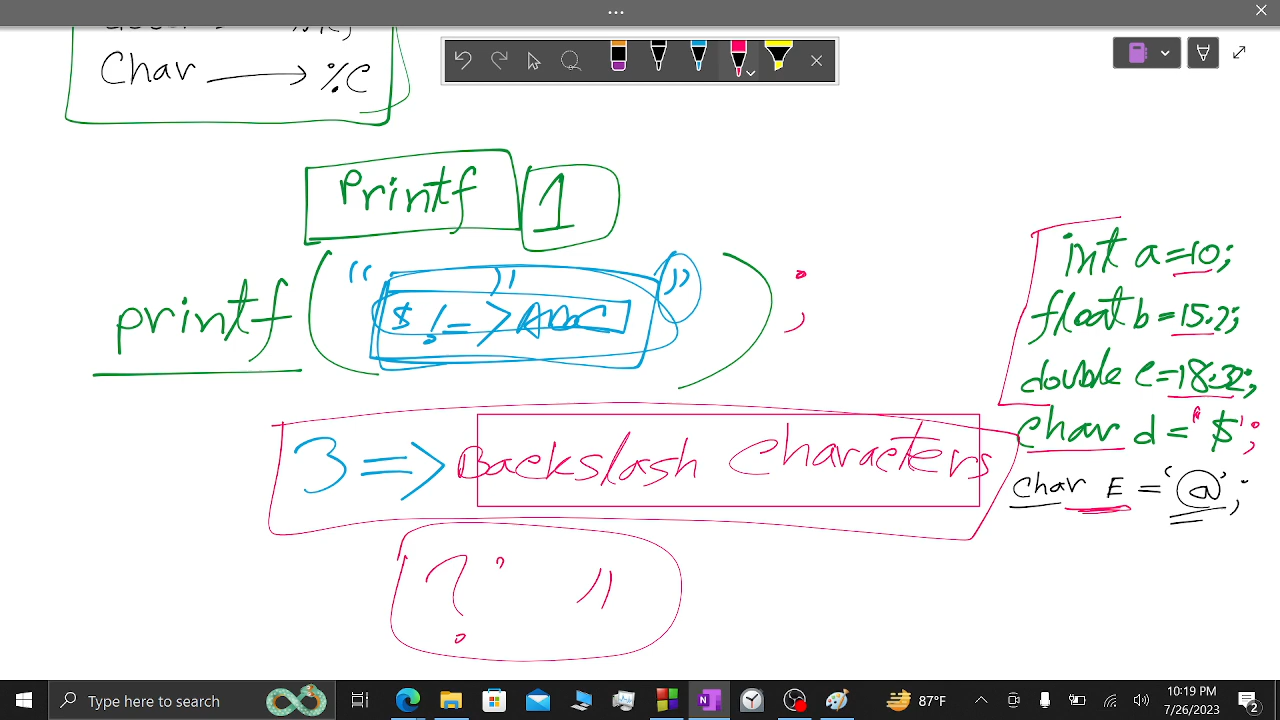 Char → %c
Printf 1
printf ("$!=>ABC") ;
int a=10;
float b=15.2;
double c=18.32;
char d='$';
char E='@';
3 => Backslash Characters
? ' "
Type here to search
87°F
10:19 PM
7/26/2023
2